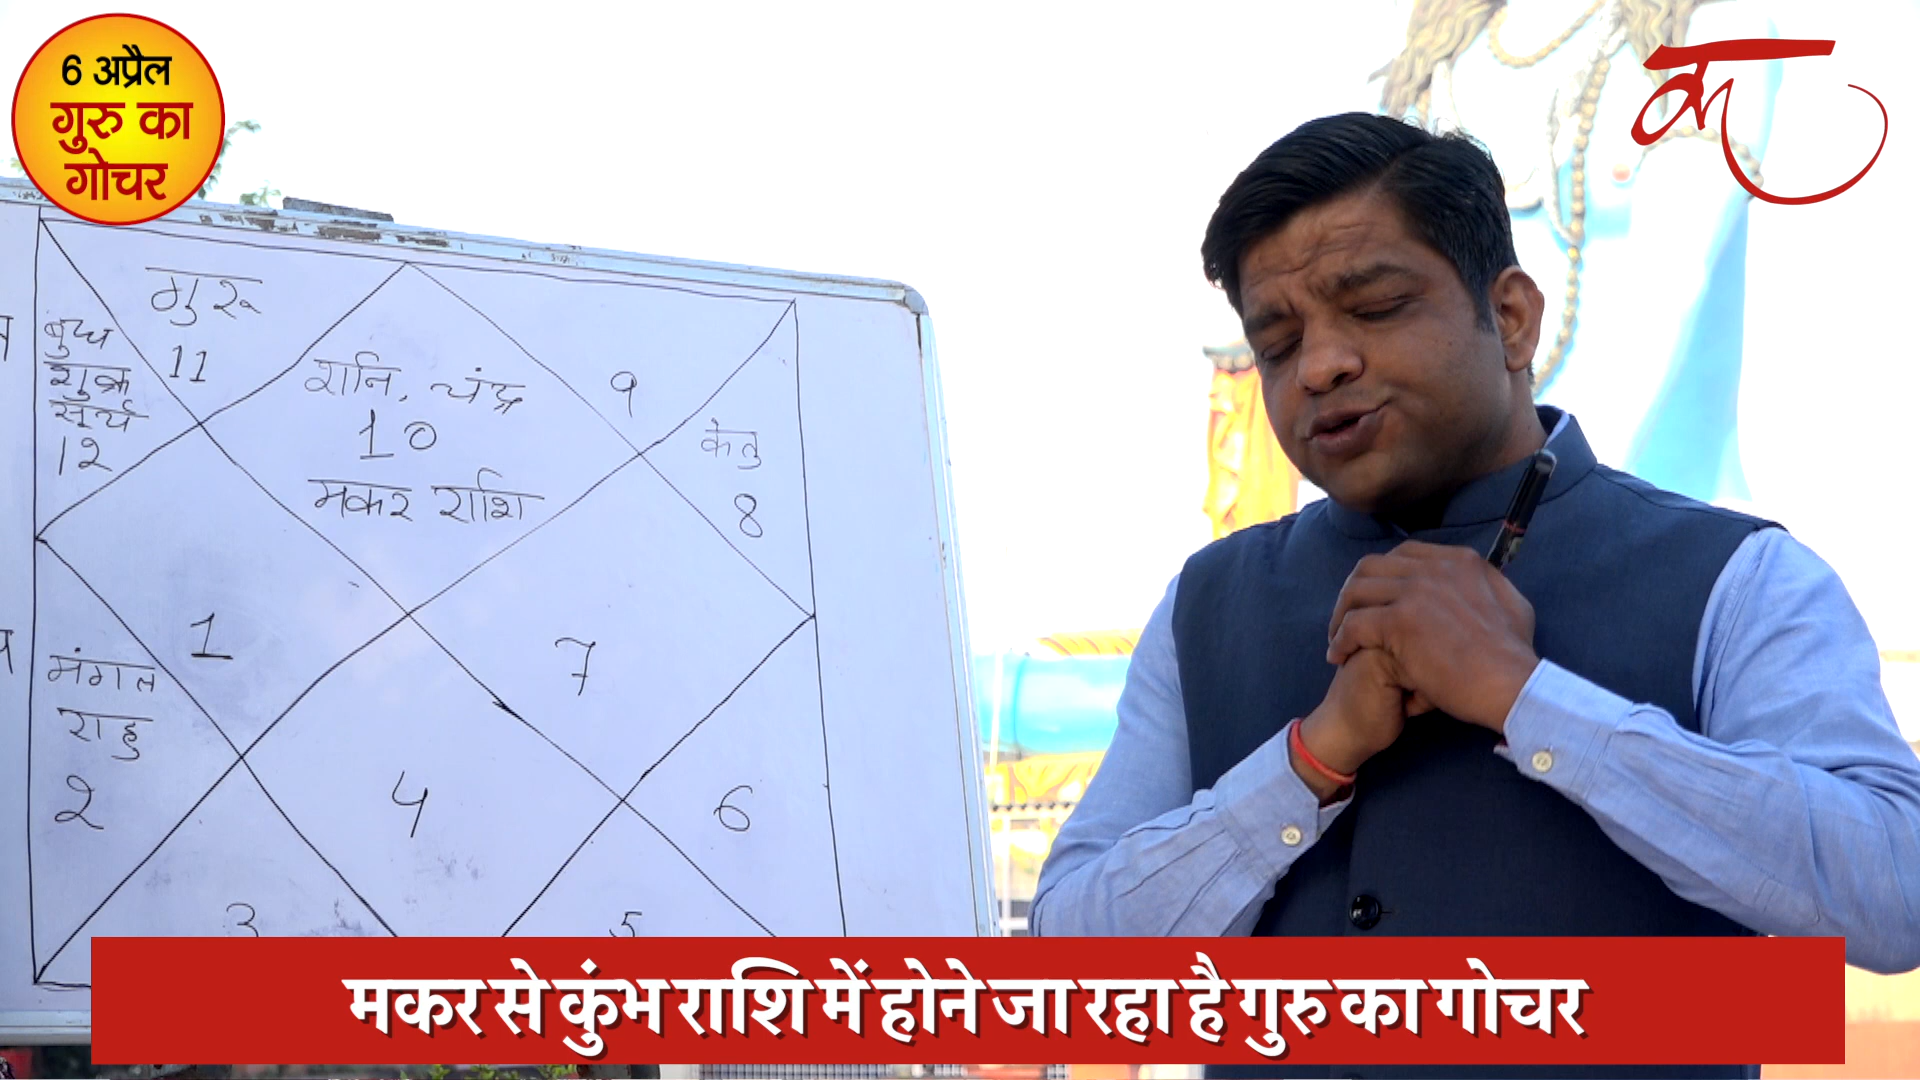 6 अप्रैल
गुरु का
गोचर
गुरु
11
बुध
शुक्र
सूर्य
12
शनि, चंद्र
10
मकर राशि
9
केतु
8
1
7
मंगल
राहु
2
4
6
3
5
मकर से कुंभ राशि में होने जा रहा है गुरु का गोचर